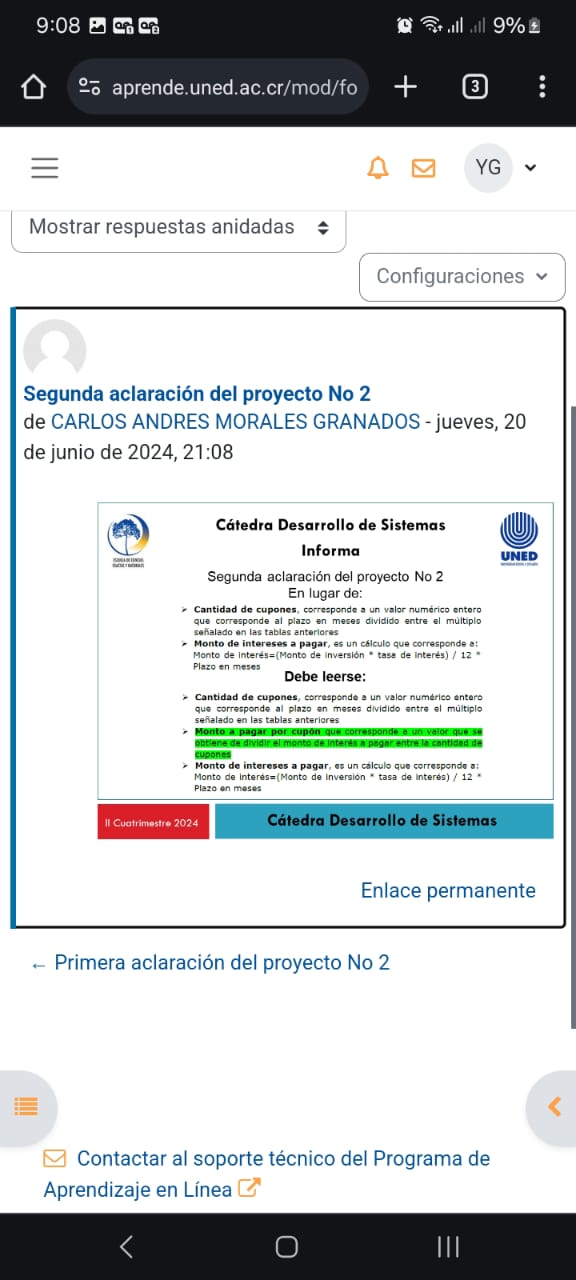 9:08
9%
aprende.uned.ac.cr/mod/fo
3
YG
Mostrar respuestas anidadas
Configuraciones
Segunda aclaración del proyecto No 2
de CARLOS ANDRES MORALES GRANADOS - jueves, 20
de junio de 2024, 21:08
Cátedra Desarrollo de Sistemas
Informa
UNED
Segunda aclaración del proyecto No 2
En lugar de:
➤ Cantidad de cupones, corresponde a un valor numérico entero
que corresponde al plazo en meses dividido entre el múltiplo
señalado en las tablas anteriores
➤ Monto de intereses a pagar, es un cálculo que corresponde a:
Monto de interés=(Monto de inversión * tasa de interés) / 12 *
Plazo en meses
Debe leerse:
➤ Cantidad de cupones, corresponde a un valor numérico entero
que corresponde al plazo en meses dividido entre el múltiplo
señalado en las tablas anteriores
➤ Monto a pagar por cupón que corresponde a un valor que se
obtiene de dividir el monto de interés a pagar entre la cantidad de
cupones
➤ Monto de intereses a pagar, es un cálculo que corresponde a:
Monto de interés=(Monto de inversión * tasa de interés) / 12 *
Plazo en meses
II Cuatrimestre 2024
Cátedra Desarrollo de Sistemas
Enlace permanente
← Primera aclaración del proyecto No 2
Contactar al soporte técnico del Programa de
Aprendizaje en Línea